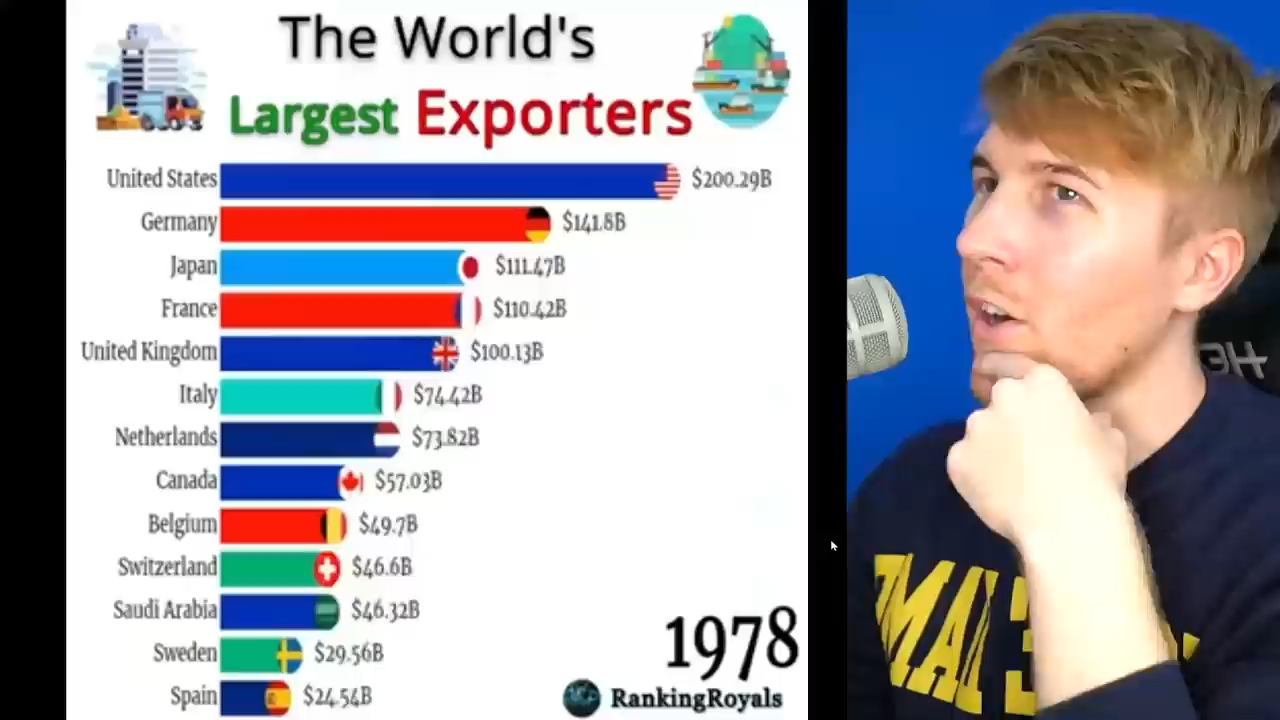 The World's
Largest Exporters
United States $200.29B
Germany $141.8B
Japan $111.47B
France $110.42B
United Kingdom $100.13B
Italy $74.42B
Netherlands $73.82B
Canada $57.03B
Belgium $49.7B
Switzerland $46.6B
Saudi Arabia $46.32B
Sweden $29.56B
Spain $24.54B
1978
RankingRoyals